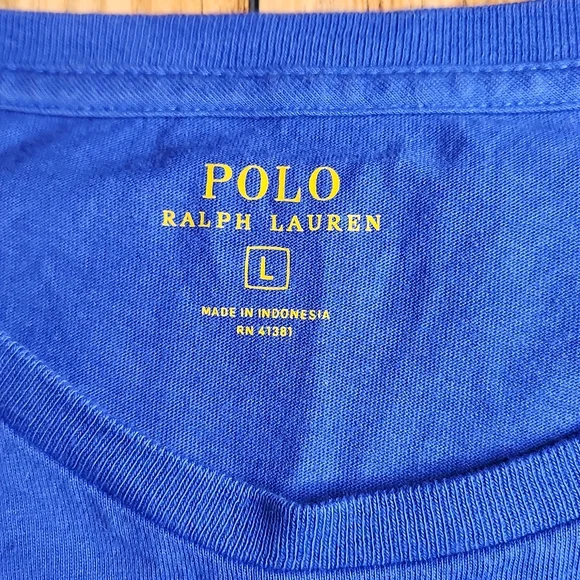 POLO
RALPH LAUREN
L
MADE IN INDONESIA
RN 41381